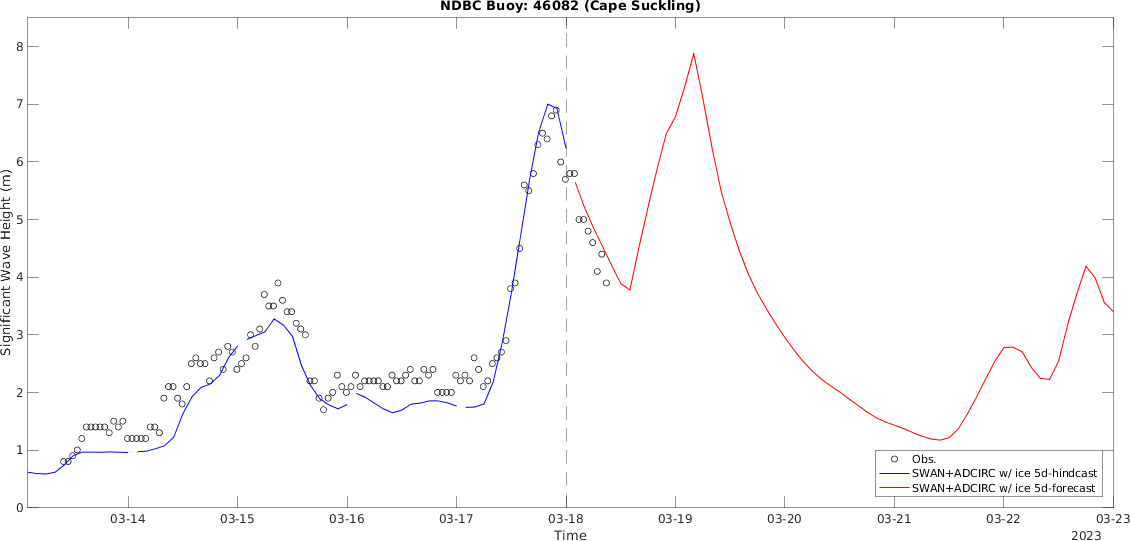 NDBC Buoy: 46082 (Cape Suckling)
Significant Wave Height (m)
8
7
6
5
4
3
2
1
0
Obs.
SWAN+ADCIRC w/ ice 5d-hindcast
SWAN+ADCIRC w/ ice 5d-forecast
03-14 03-15 03-16 03-17 03-18 03-19 03-20 03-21 03-22 03-23
Time
2023